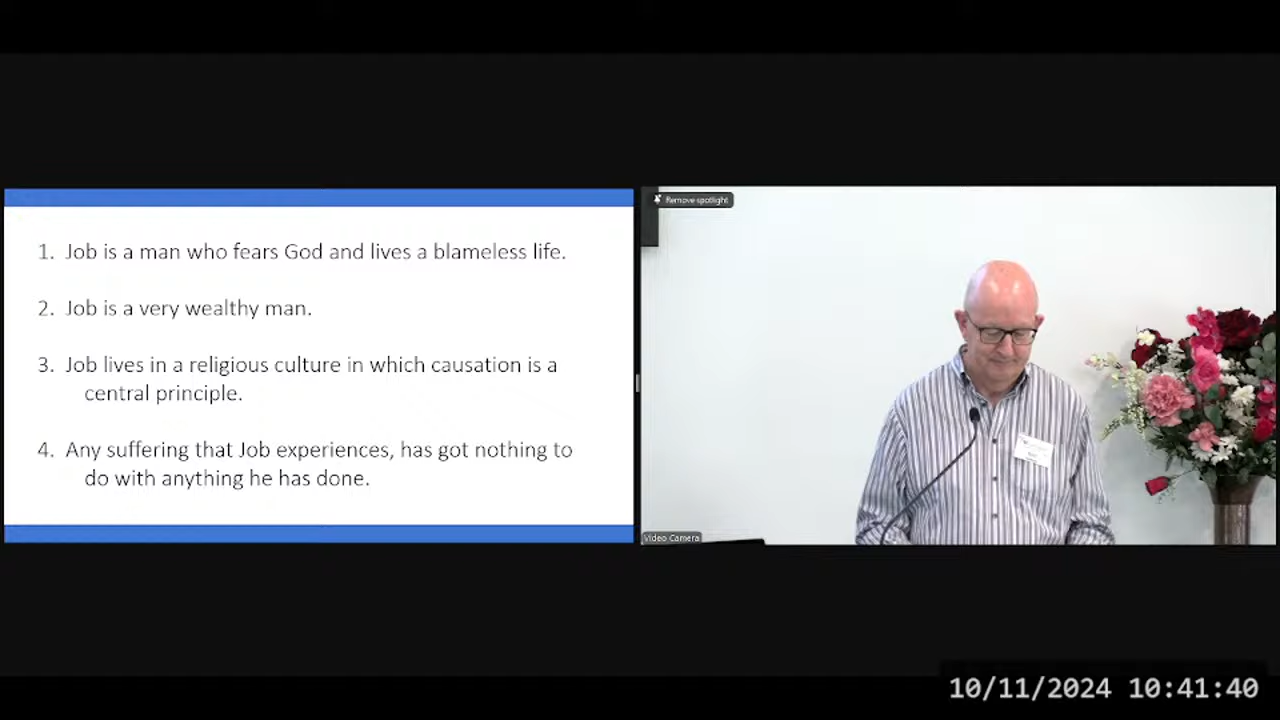 1. Job is a man who fears God and lives a blameless life.
2. Job is a very wealthy man.
3. Job lives in a religious culture in which causation is a
central principle.
4. Any suffering that Job experiences, has got nothing to
do with anything he has done.
Remove spotlight
Video Camera
10/11/2024 10:41:40